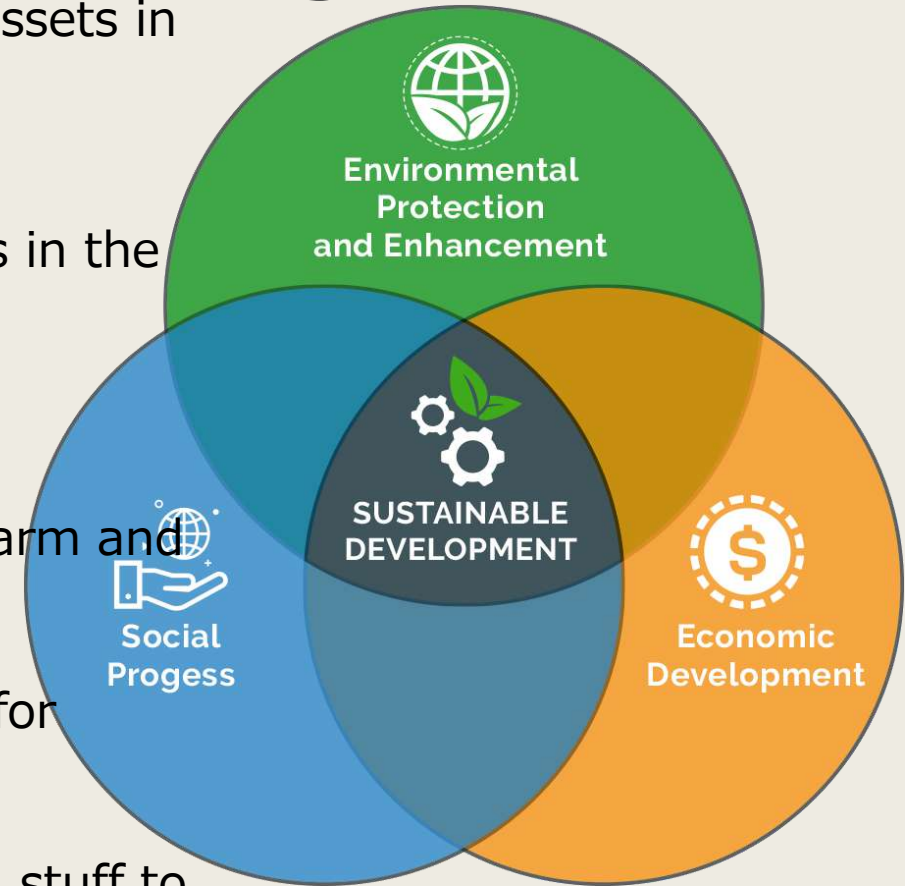 ssets in
Environmental
Protection
and Enhancement
s in the
SUSTAINABLE
DEVELOPMENT
arm and
$
Social
Progess
Economic
Development
for
stuff to